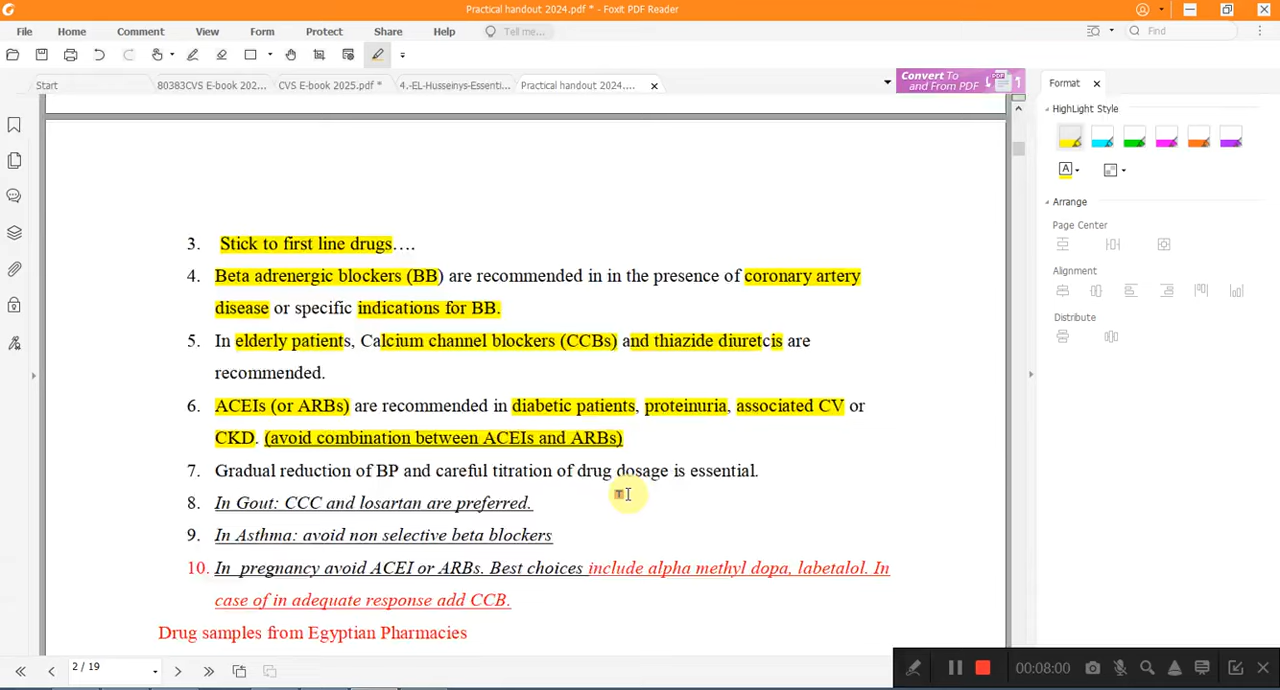 Practical handout 2024.pdf * - Foxit PDF Reader
File Home Comment View Form Protect Share Help Tell me... Find
Start 80383CVS E-book 202... CVS E-book 2025.pdf * 4.-EL-Husseinys-Essenti... Practical handout 2024.... Convert To and From PDF Format
HighLight Style
Arrange
Page Center
Alignment
Distribute
3. Stick to first line drugs….
4. Beta adrenergic blockers (BB) are recommended in in the presence of coronary artery
disease or specific indications for BB.
5. In elderly patients, Calcium channel blockers (CCBs) and thiazide diuretcis are
recommended.
6. ACEIs (or ARBs) are recommended in diabetic patients, proteinuria, associated CV or
CKD. (avoid combination between ACEIs and ARBs)
7. Gradual reduction of BP and careful titration of drug dosage is essential.
8. In Gout: CCC and losartan are preferred.
9. In Asthma: avoid non selective beta blockers
10. In pregnancy avoid ACEI or ARBs. Best choices include alpha methyl dopa, labetalol. In
case of in adequate response add CCB.
Drug samples from Egyptian Pharmacies
2 / 19
00:08:00